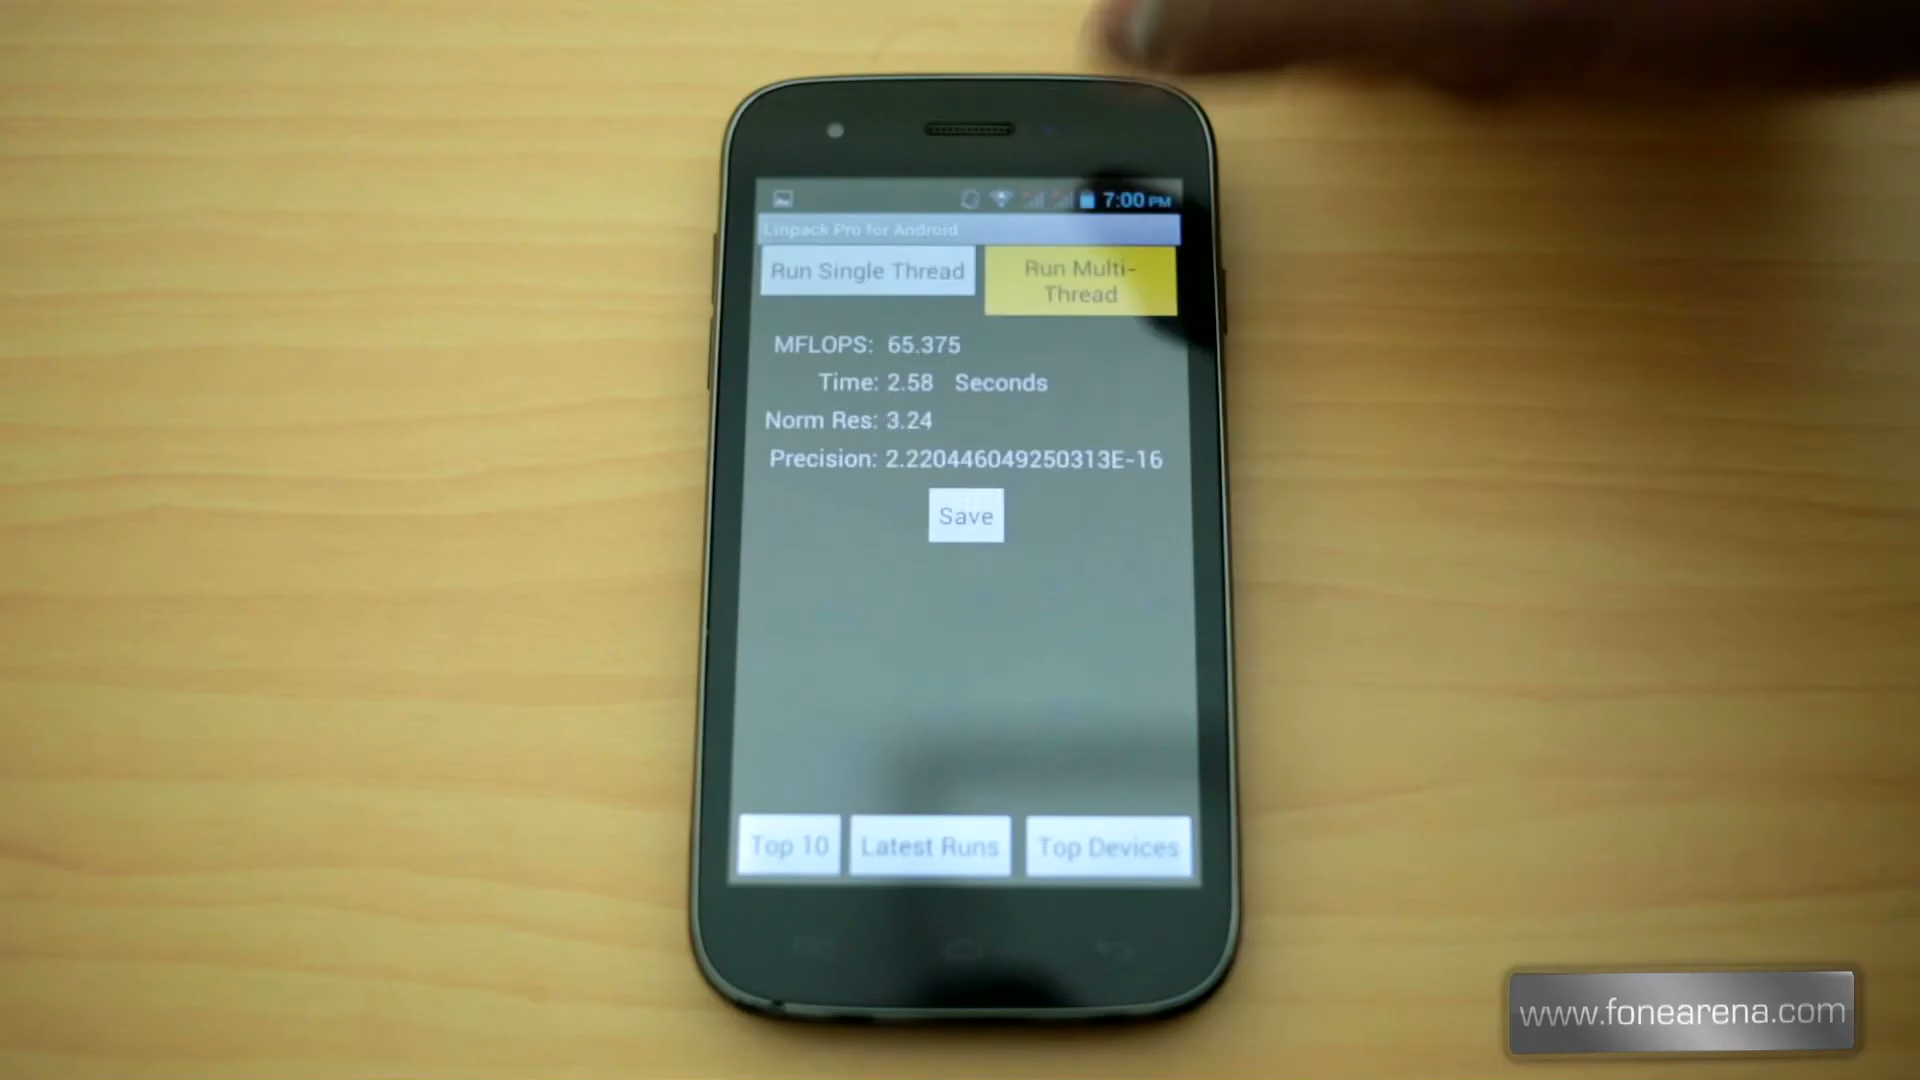 7:00 PM
Linpack Pro for Android
Run Single Thread
Run Multi-
Thread
MFLOPS: 65.375
Time: 2.58 Seconds
Norm Res: 3.24
Precision: 2.220446049250313E-16
Save
Top 10
Latest Runs
Top Devices
www.fonearena.com